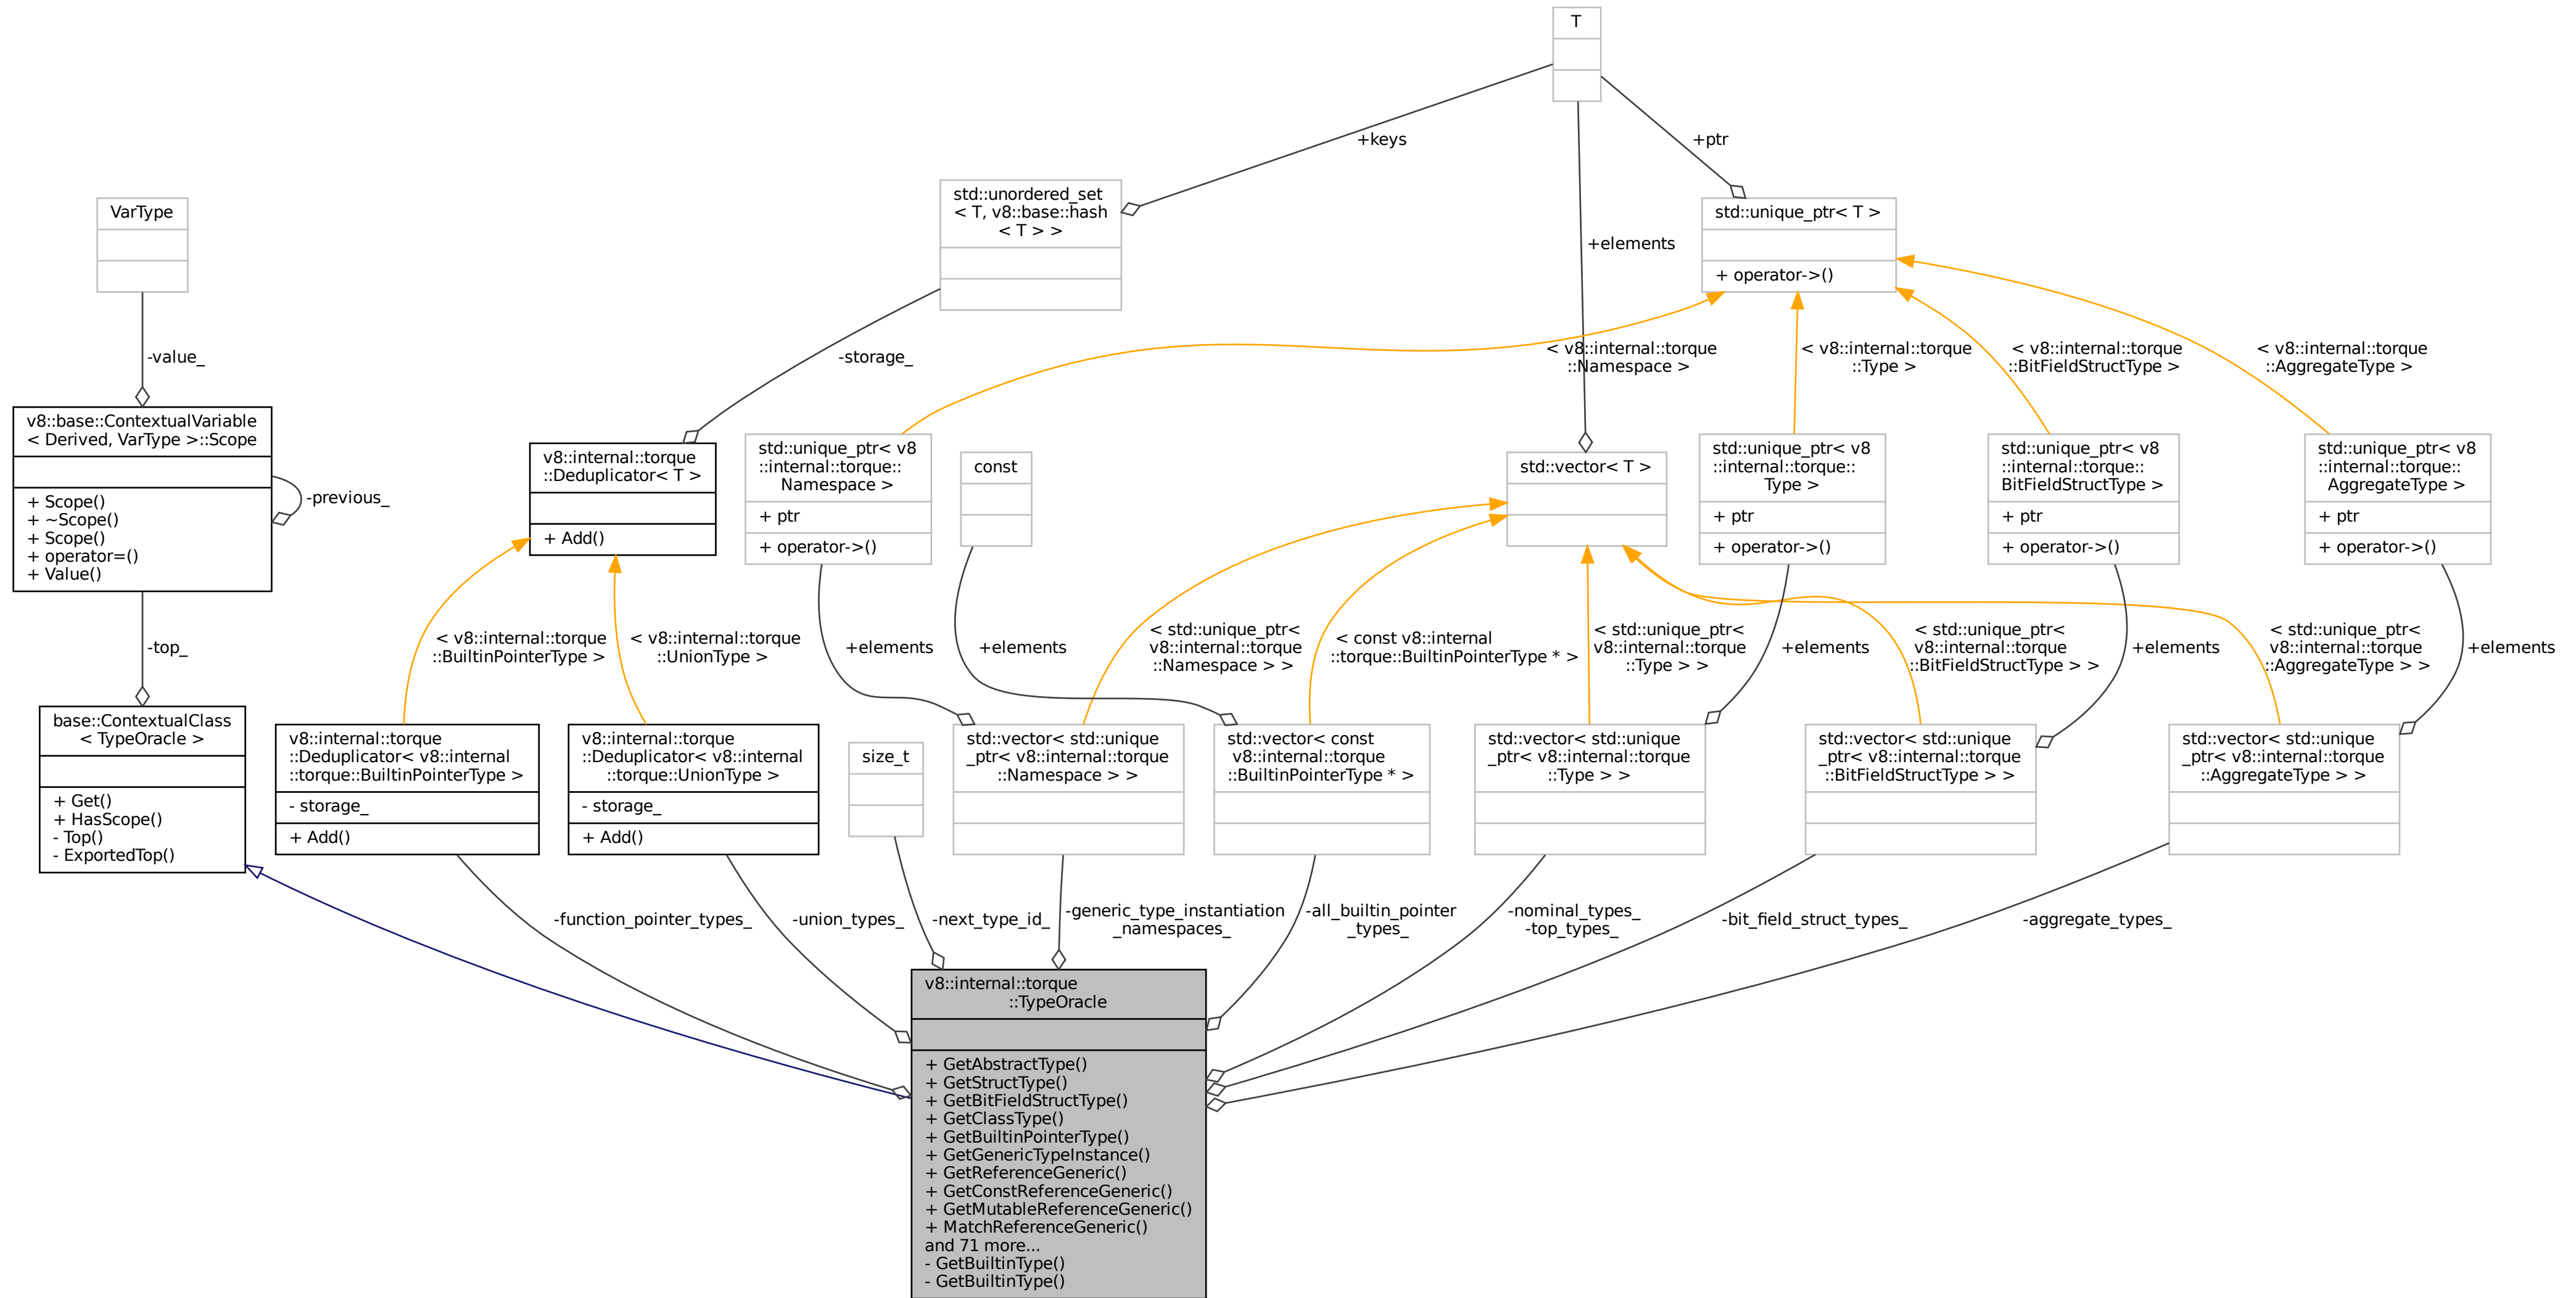 T
+keys
+ptr
std::unordered_set
< T, v8::base::hash
< T > >
VarType
std::unique_ptr< T >
+ operator->()
+elements
-value_
-storage_
< v8::internal::torque
::Namespace >
< v8::internal::torque
::Type >
< v8::internal::torque
::BitFieldStructType >
< v8::internal::torque
::AggregateType >
v8::base::ContextualVariable
< Derived, VarType >::Scope
+ Scope()
+ ~Scope()
+ Scope()
+ operator=()
+ Value()
-previous_
v8::internal::torque
::Deduplicator< T >
+ Add()
std::unique_ptr< v8
::internal::torque::
Namespace >
+ ptr
+ operator->()
const
std::vector< T >
std::unique_ptr< v8
::internal::torque::
Type >
+ ptr
+ operator->()
std::unique_ptr< v8
::internal::torque::
BitFieldStructType >
+ ptr
+ operator->()
std::unique_ptr< v8
::internal::torque::
AggregateType >
+ ptr
+ operator->()
-top_
< v8::internal::torque
::BuiltinPointerType >
< v8::internal::torque
::UnionType >
+elements
+elements
< std::unique_ptr<
v8::internal::torque
::Namespace > >
< const v8::internal
::torque::BuiltinPointerType * >
< std::unique_ptr<
v8::internal::torque
::Type > >
+elements
< std::unique_ptr<
v8::internal::torque
::BitFieldStructType > >
+elements
< std::unique_ptr<
v8::internal::torque
::AggregateType > >
+elements
base::ContextualClass
< TypeOracle >
+ Get()
+ HasScope()
- Top()
- ExportedTop()
v8::internal::torque
::Deduplicator< v8::internal
::torque::BuiltinPointerType >
- storage_
+ Add()
v8::internal::torque
::Deduplicator< v8::internal
::torque::UnionType >
- storage_
+ Add()
size_t
std::vector< std::unique
_ptr< v8::internal::torque
::Namespace > >
std::vector< const
v8::internal::torque
::BuiltinPointerType * >
std::vector< std::unique
_ptr< v8::internal::torque
::Type > >
std::vector< std::unique
_ptr< v8::internal::torque
::BitFieldStructType > >
std::vector< std::unique
_ptr< v8::internal::torque
::AggregateType > >
-function_pointer_types_
-union_types_
-next_type_id_
-generic_type_instantiation
_namespaces_
-all_builtin_pointer
_types_
-nominal_types_
-top_types_
-bit_field_struct_types_
-aggregate_types_
v8::internal::torque
::TypeOracle
+ GetAbstractType()
+ GetStructType()
+ GetBitFieldStructType()
+ GetClassType()
+ GetBuiltinPointerType()
+ GetGenericTypeInstance()
+ GetReferenceGeneric()
+ GetConstReferenceGeneric()
+ GetMutableReferenceGeneric()
+ MatchReferenceGeneric()
and 71 more...
- GetBuiltinType()
- GetBuiltinType()